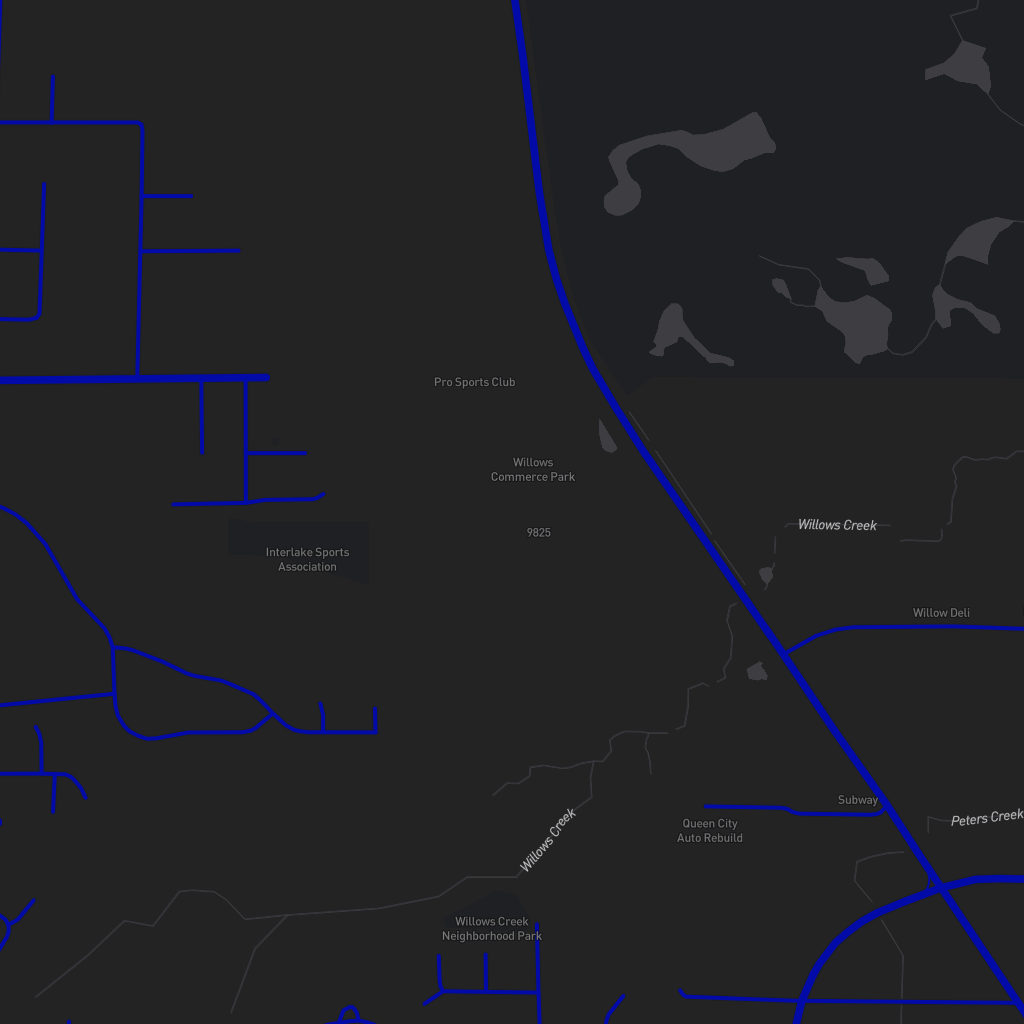 Pro Sports Club
Willows
Commerce Park
Willows Creek
9825
Interlake Sports
Association
Willow Deli
Subway
Peters Creek
Queen City
Auto Rebuild
Willows Creek
Willows Creek
Neighborhood Park